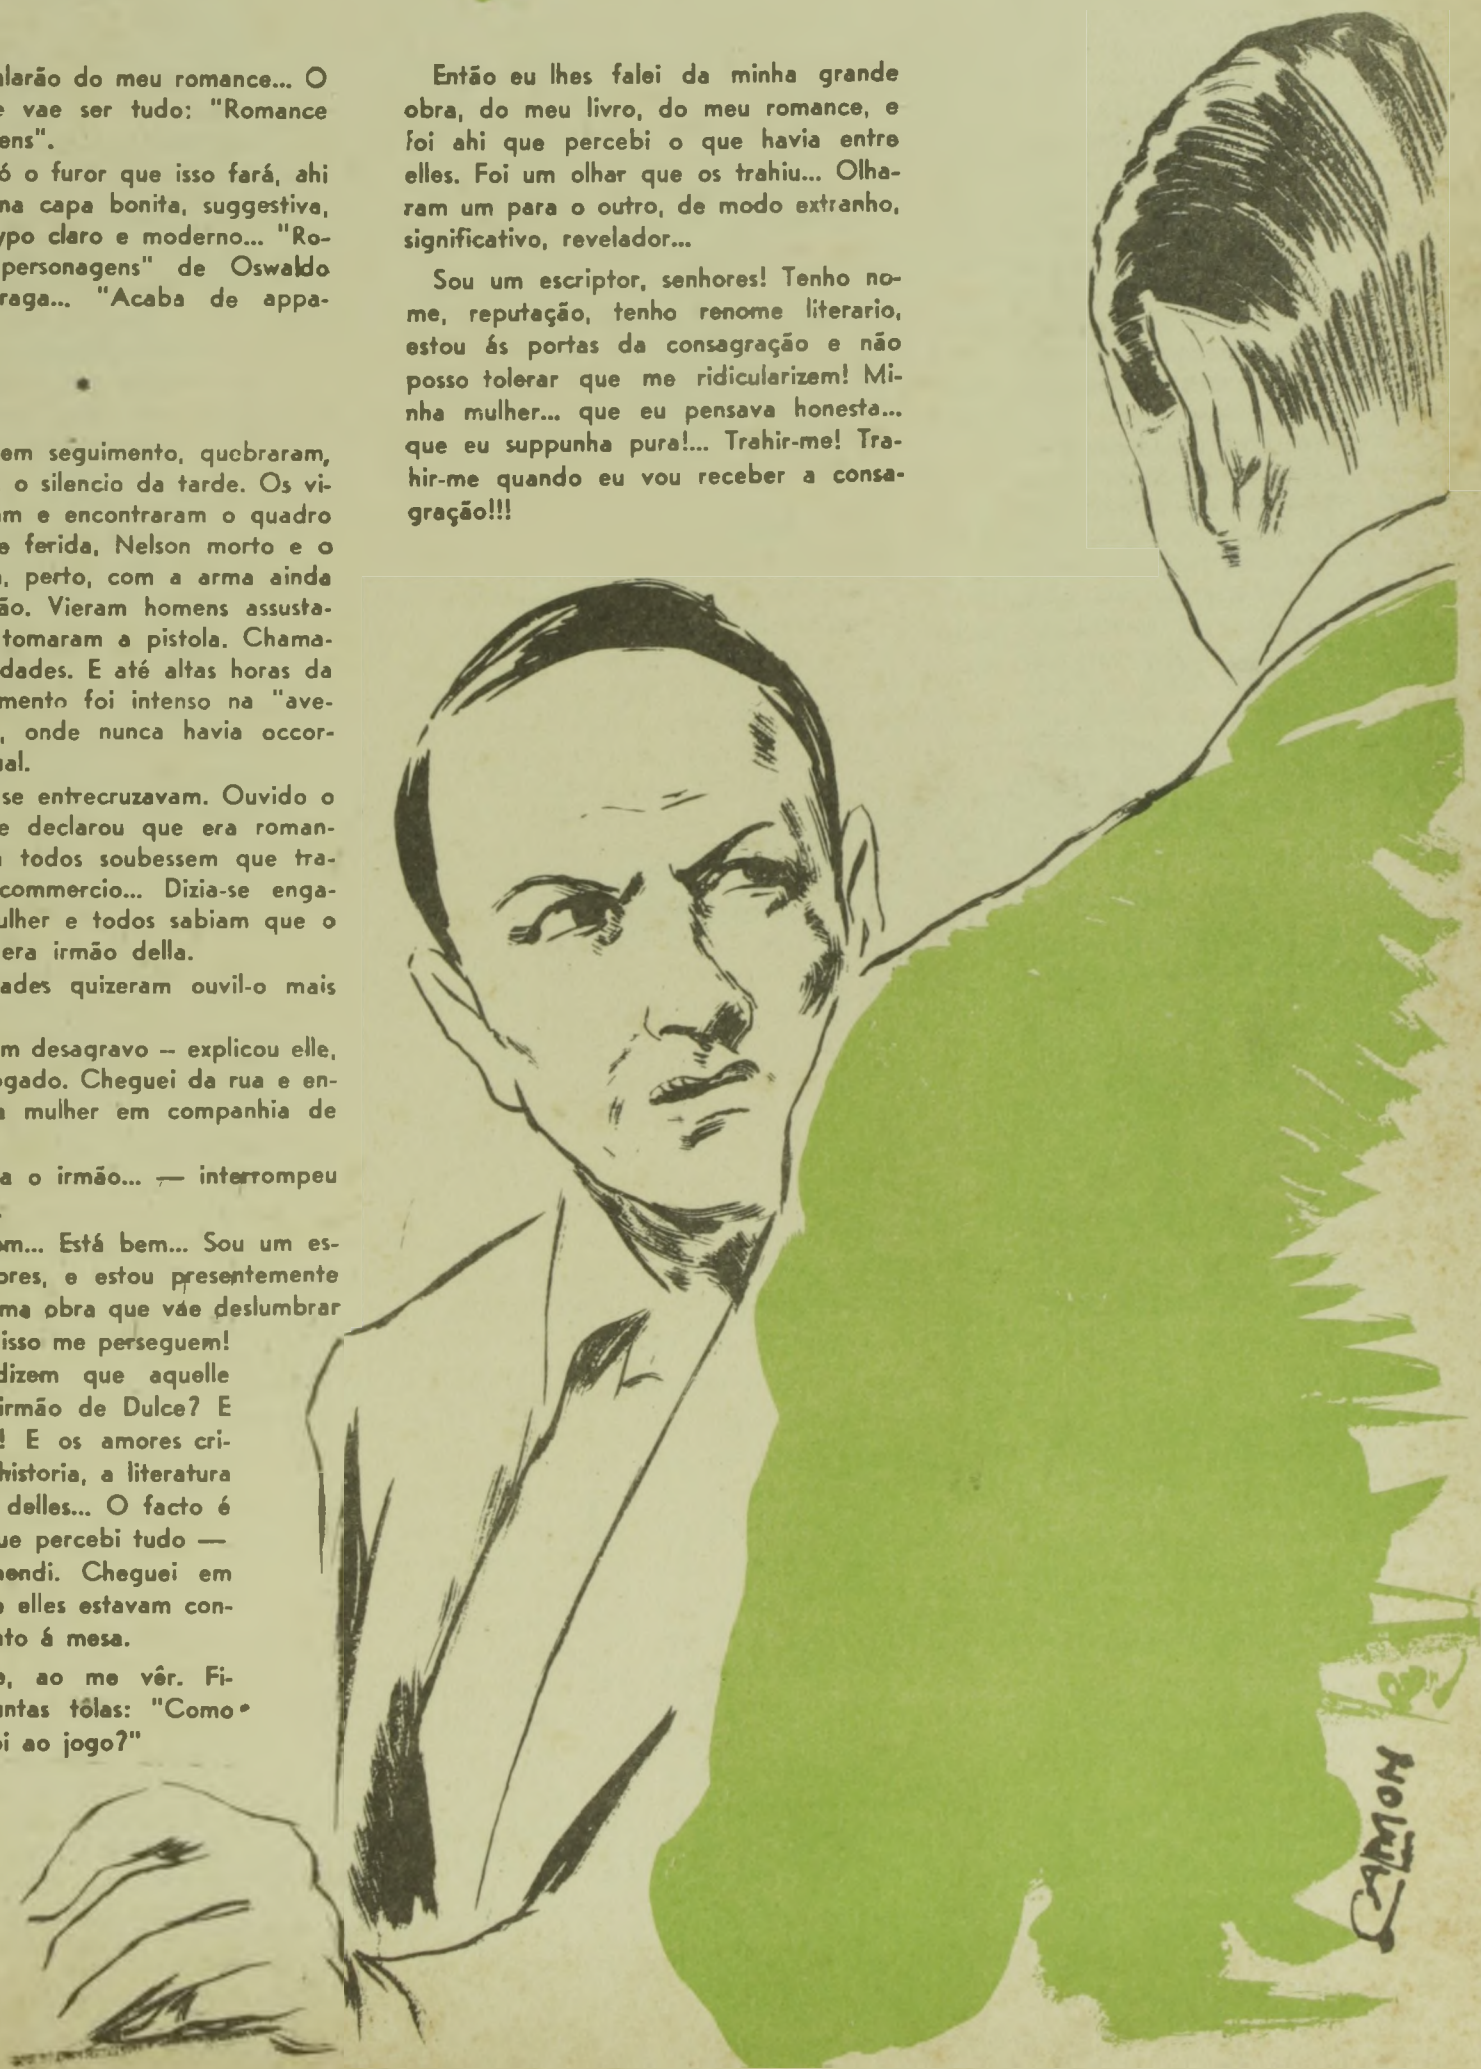 larão do meu romance... O
vae ser tudo: "Romance
ens".
ó o furor que isso fará, ahi
na capa bonita, suggestiva,
ypo claro e moderno... "Ro-
personagens" de Oswaldo
raga... "Acaba de appa-
em seguimento, quebraram,
o silencio da tarde. Os vi-
am e encontraram o quadro
ferida, Nelson morto e o
, perto, com a arma ainda
ão. Vieram homens assusta-
tomaram a pistola. Chama-
dades. E até altas horas da
mento foi intenso na "ave-
, onde nunca havia occor-
ual.
se entrecruzavam. Ouvido o
e declarou que era roman-
todos soubessem que tra-
commercio... Dizia-se enga-
ulher e todos sabiam que o
era irmão della.
ades quizeram ouvil-o mais
m desagravo — explicou elle,
ogado. Cheguei da rua e en-
a mulher em companhia de
a o irmão... — interrompeu
om... Está bem... Sou um es-
ores, e estou presentemente
ma obra que vae deslumbrar
isso me perseguem!
dizem que aquelle
irmão de Dulce? E
! E os amores cri-
historia, a literatura
delles... O facto é
ue percebi tudo —
hendi. Cheguei em
e elles estavam con-
nto á mesa.
e, ao me vêr. Fi-
untas tôlas: "Como
oi ao jogo?"
Então eu lhes falei da minha grande
obra, do meu livro, do meu romance, e
foi ahi que percebi o que havia entre
elles. Foi um olhar que os trahiu... Olha-
ram um para o outro, de modo extranho,
significativo, revelador...
Sou um escriptor, senhores! Tenho no-
me, reputação, tenho renome literario,
estou ás portas da consagração e não
posso tolerar que me ridicularizem! Mi-
nha mulher... que eu pensava honesta...
que eu suppunha pura!... Trahir-me! Tra-
hir-me quando eu vou receber a consa-
gração!!!